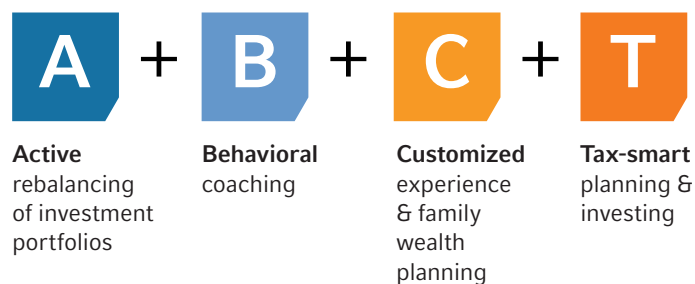 A + B + C + T
Active
rebalancing
of investment
portfolios
Behavioral
coaching
Customized
experience
& family
wealth
planning
Tax-smart
planning &
investing